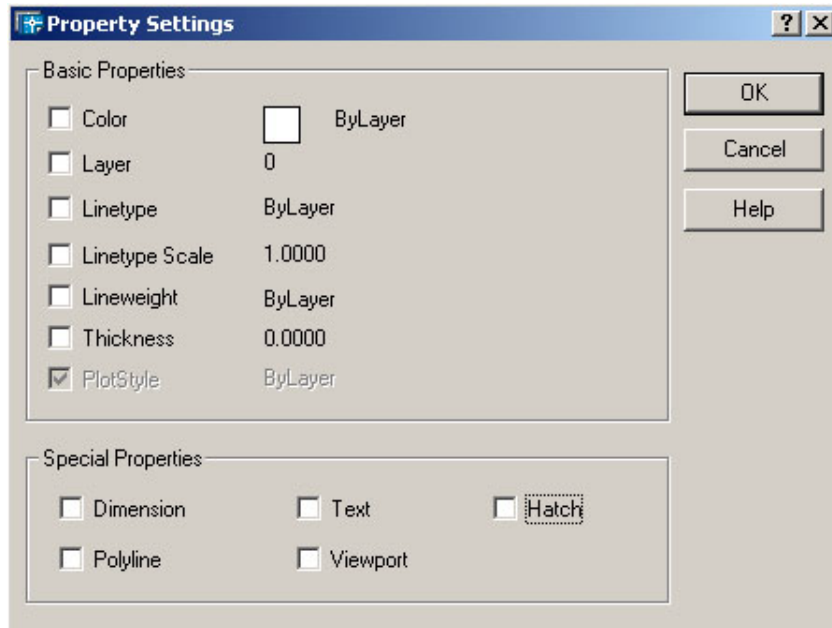 Property Settings
Basic Properties
OK
Color ByLayer
Cancel
Layer 0
Linetype ByLayer
Help
Linetype Scale 1.0000
Lineweight ByLayer
Thickness 0.0000
PlotStyle ByLayer
Special Properties
Dimension Text Hatch
Polyline Viewport